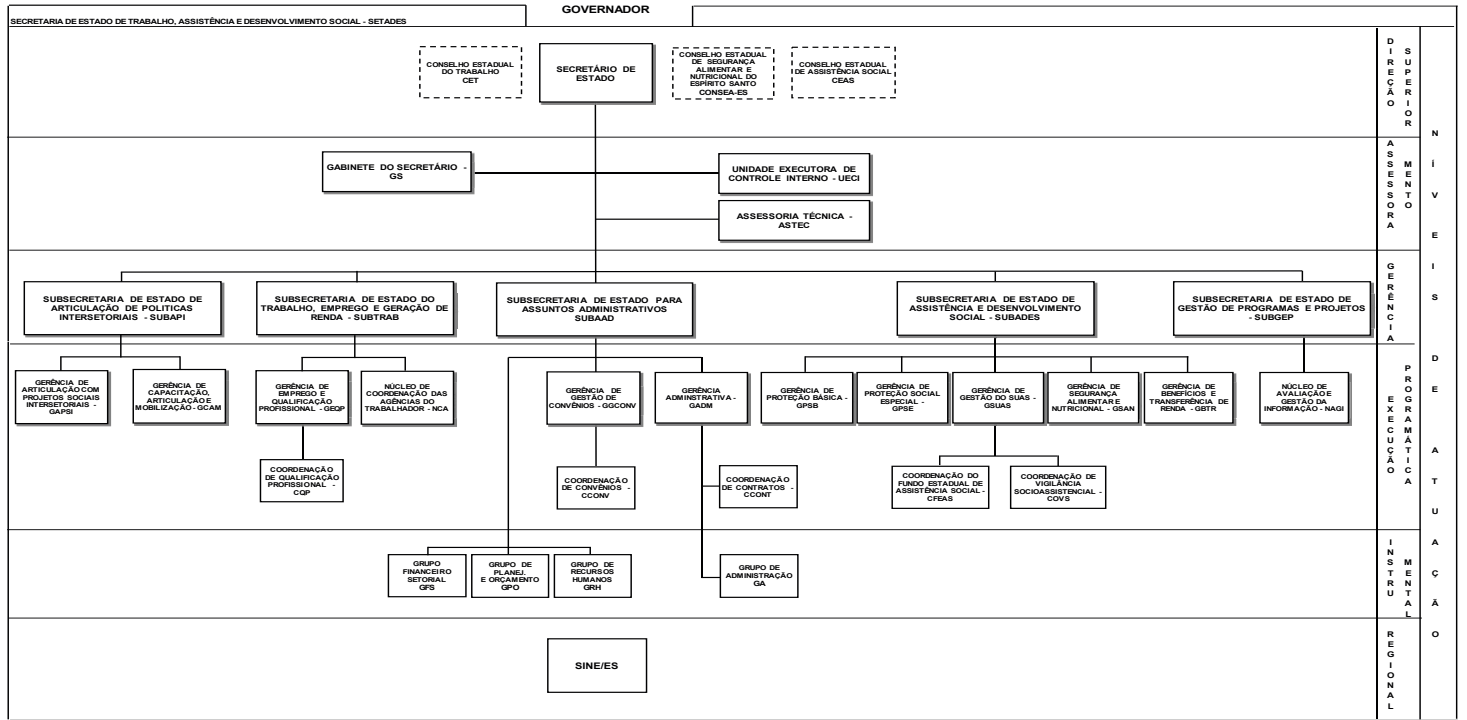 GOVERNADOR
SECRETARIA DE ESTADO DE TRABALHO, ASSISTÊNCIA E DESENVOLVIMENTO SOCIAL - SETADES
CONSELHO ESTADUAL
DO TRABALHO
CET
SECRETÁRIO DE
ESTADO
CONSELHO ESTADUAL
DE SEGURANÇA
ALIMENTAR E
NUTRICIONAL DO
ESPÍRITO SANTO
CONSEA-ES
CONSELHO ESTADUAL
DE ASSISTÊNCIA SOCIAL
CEAS
DIREÇÃO
SUPERIOR
GABINETE DO SECRETÁRIO -
GS
UNIDADE EXECUTORA DE
CONTROLE INTERNO - UECI
ASSESSORIA TÉCNICA -
ASTEC
ASSESSORA
MENTO
SUBSECRETARIA DE ESTADO DE
ARTICULAÇÃO DE POLITICAS
INTERSETORIAIS - SUBAPI
SUBSECRETARIA DE ESTADO DO
TRABALHO, EMPREGO E GERAÇÃO DE
RENDA - SUBTRAB
SUBSECRETARIA DE ESTADO PARA
ASSUNTOS ADMINISTRATIVOS
SUBAAD
SUBSECRETARIA DE ESTADO DE
ASSISTÊNCIA E DESENVOLVIMENTO
SOCIAL - SUBADES
SUBSECRETARIA DE ESTADO DE
GESTÃO DE PROGRAMAS E PROJETOS
- SUBGEP
GERÊNCIA
GERÊNCIA DE
ARTICULAÇÃO COM
PROJETOS SOCIAIS
INTERSETORIAIS -
GAPSI
GERÊNCIA DE
CAPACITAÇÃO,
ARTICULAÇÃO E
MOBILIZAÇÃO - GCAM
GERÊNCIA DE
EMPREGO E
QUALIFICAÇÃO
PROFISSIONAL - GEQP
NÚCLEO DE
COORDENAÇÃO DAS
AGÊNCIAS DO
TRABALHADOR - NCA
GERÊNCIA DE
GESTÃO DE
CONVÊNIOS - GGCONV
GERÊNCIA
ADMINSTRATIVA -
GADM
GERÊNCIA DE
PROTEÇÃO BÁSICA -
GPSB
GERÊNCIA DE
PROTEÇÃO SOCIAL
ESPECIAL -
GPSE
GERÊNCIA DE
GESTÃO DO SUAS -
GSUAS
GERÊNCIA DE
SEGURANÇA
ALIMENTAR E
NUTRICIONAL - GSAN
GERÊNCIA DE
BENEFÍCIOS E
TRANSFERÊNCIA DE
RENDA - GBTR
NÚCLEO DE
AVALIAÇÃO E
GESTÃO DA
INFORMAÇÃO - NAGI
COORDENAÇÃO
DE QUALIFICAÇÃO
PROFISSIONAL -
CQP
COORDENAÇÃO
DE CONVÊNIOS -
CCONV
COORDENAÇÃO
DE CONTRATOS -
CCONT
COORDENAÇÃO DO
FUNDO ESTADUAL DE
ASSISTÊNCIA SOCIAL -
CFEAS
COORDENAÇÃO DE
VIGILÂNCIA
SOCIOASSISTENCIAL -
COVS
EXECUÇÃO
PROGRAMÁTICA
GRUPO
FINANCEIRO
SETORIAL
GFS
GRUPO DE
PLANEJ.
E ORÇAMENTO
GPO
GRUPO DE
RECURSOS
HUMANOS
GRH
GRUPO DE
ADMINISTRAÇÃO
GA
INSTRU
MENTAL
SINE/ES
REGIONAL
NÍVEIS DE ATUAÇÃO